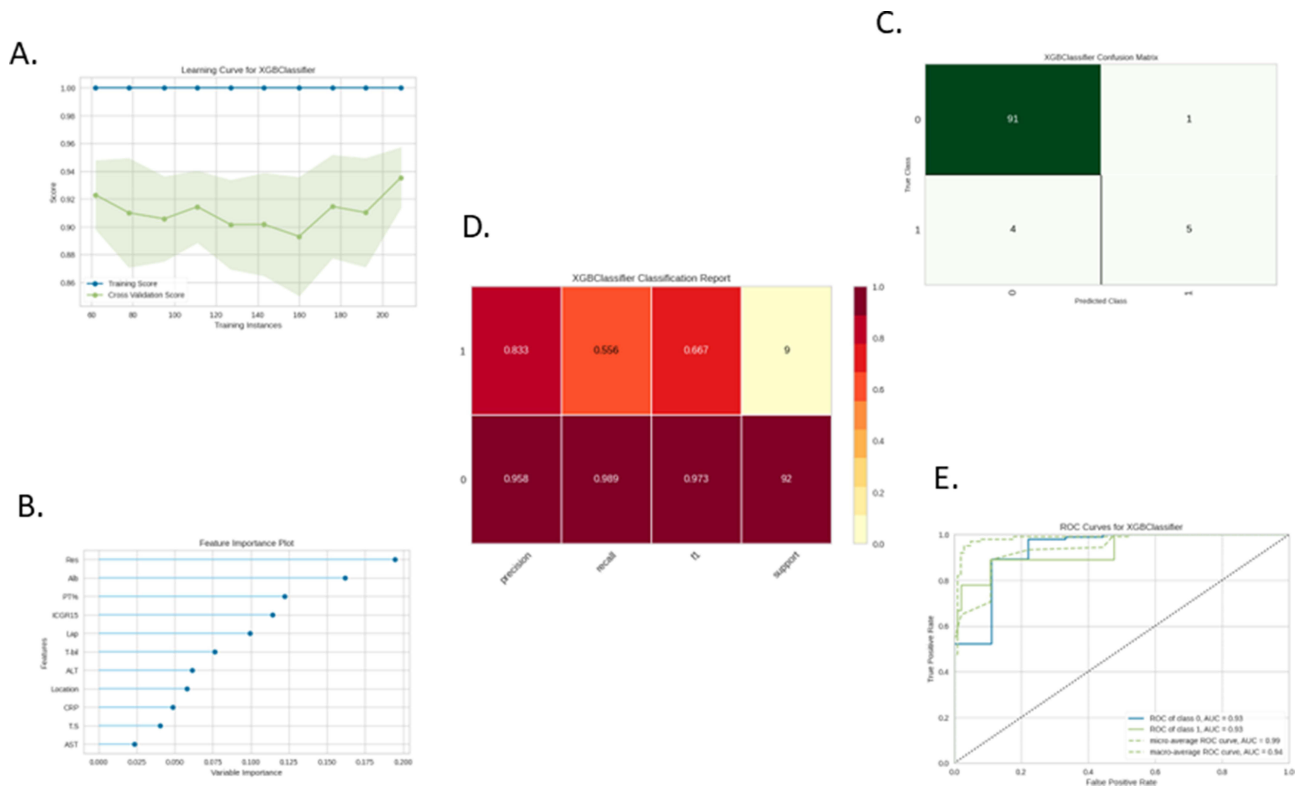 A.
Learning Curve for XGBClassifier
1.00
0.98
0.96
0.94
0.92
0.90
0.88
0.86
Score
Training Score
Cross Validation Score
60 80 100 120 140 160 180 200
Training Instances
B.
Feature Importance Plot
Res
Alb
PT%
ICGR15
Lap
T-bil
ALT
Location
CRP
T.S
AST
Features
0.000 0.025 0.050 0.075 0.100 0.125 0.150 0.175 0.200
Variable Importance
C.
XGBClassifier Confusion Matrix
0
91 1
True Class
1
4 5
0 1
Predicted Class
D.
XGBClassifier Classification Report
1
0.833 0.556 0.667 9
0
0.958 0.989 0.973 92
precision recall f1 support
1.0
0.8
0.6
0.4
0.2
0.0
E.
ROC Curves for XGBClassifier
1.0
0.8
0.6
0.4
0.2
0.0
True Positive Rate
ROC of class 0, AUC = 0.93
ROC of class 1, AUC = 0.93
micro-average ROC curve, AUC = 0.99
macro-average ROC curve, AUC = 0.94
0.0 0.2 0.4 0.6 0.8 1.0
False Positive Rate